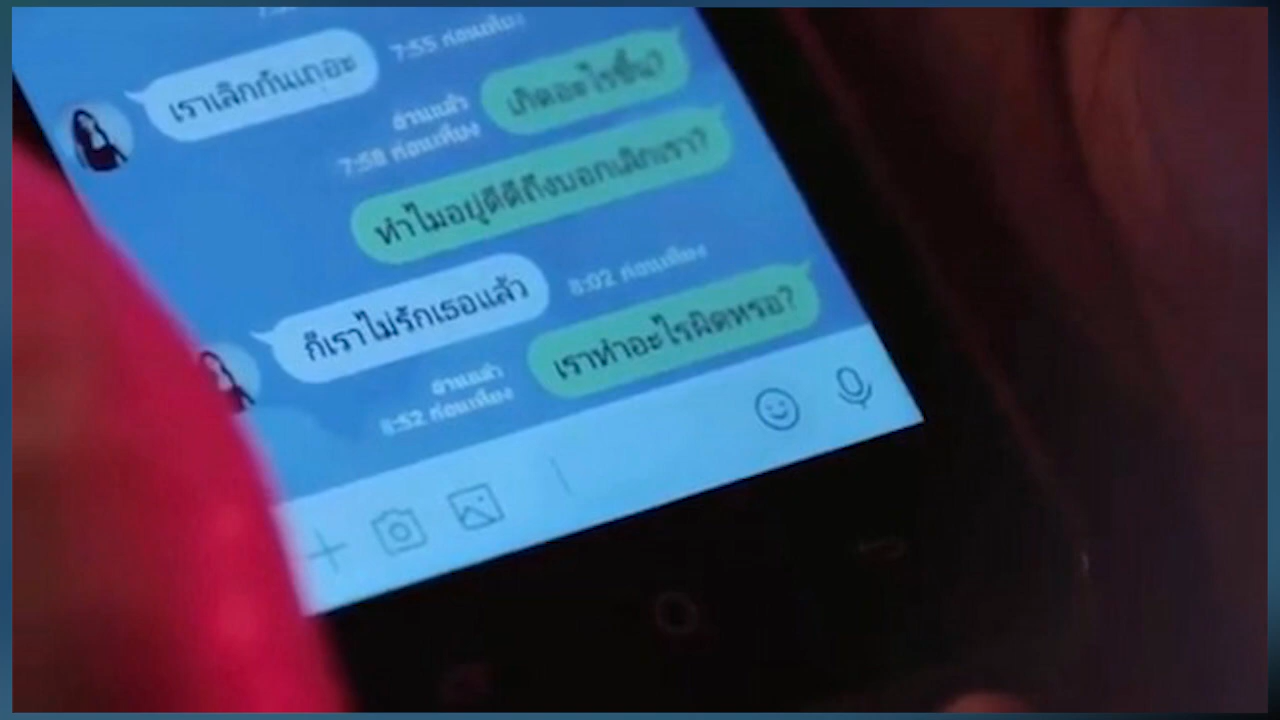 เราเลิกกันเถอะ
7:55 ก่อนเที่ยง
เกิดอะไรขึ้น?
อ่านแล้ว
7:58 ก่อนเที่ยง
ทำไมอยู่ดีดีถึงบอกเลิกเรา?
ก็เราไม่รักเธอแล้ว
8:02 ก่อนเที่ยง
เราทำอะไรผิดหรอ?
อ่านแล้ว
8:52 ก่อนเที่ยง